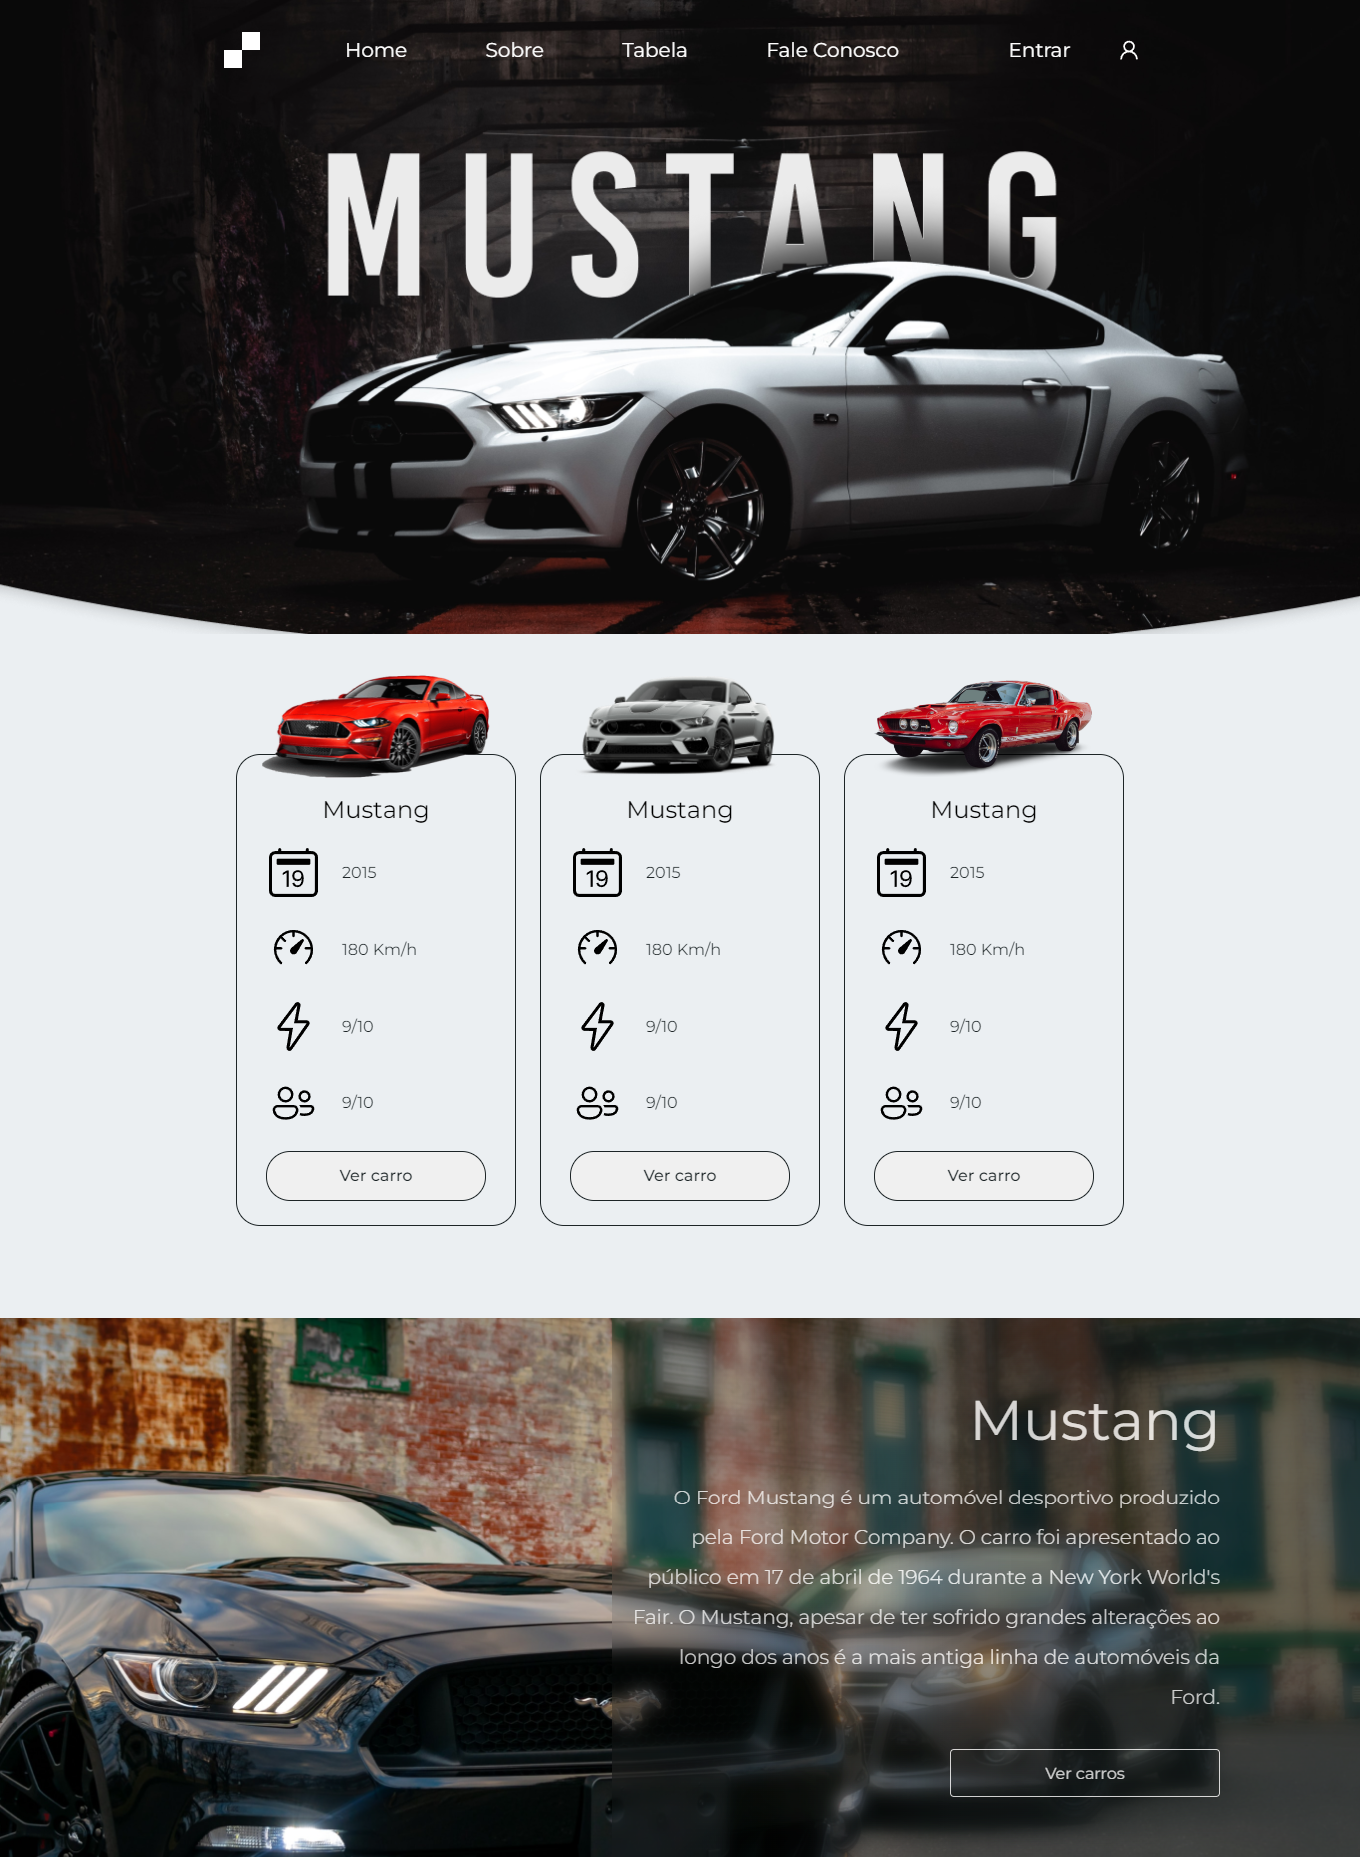 Home Sobre Tabela Fale Conosco Entrar
MUSTANG
Mustang Mustang Mustang
19 2015 19 2015 19 2015
180 Km/h 180 Km/h 180 Km/h
9/10 9/10 9/10
9/10 9/10 9/10
Ver carro Ver carro Ver carro
Mustang
O Ford Mustang é um automóvel desportivo produzido
pela Ford Motor Company. O carro foi apresentado ao
público em 17 de abril de 1964 durante a New York World's
Fair. O Mustang, apesar de ter sofrido grandes alterações ao
longo dos anos é a mais antiga linha de automóveis da
Ford.
Ver carros